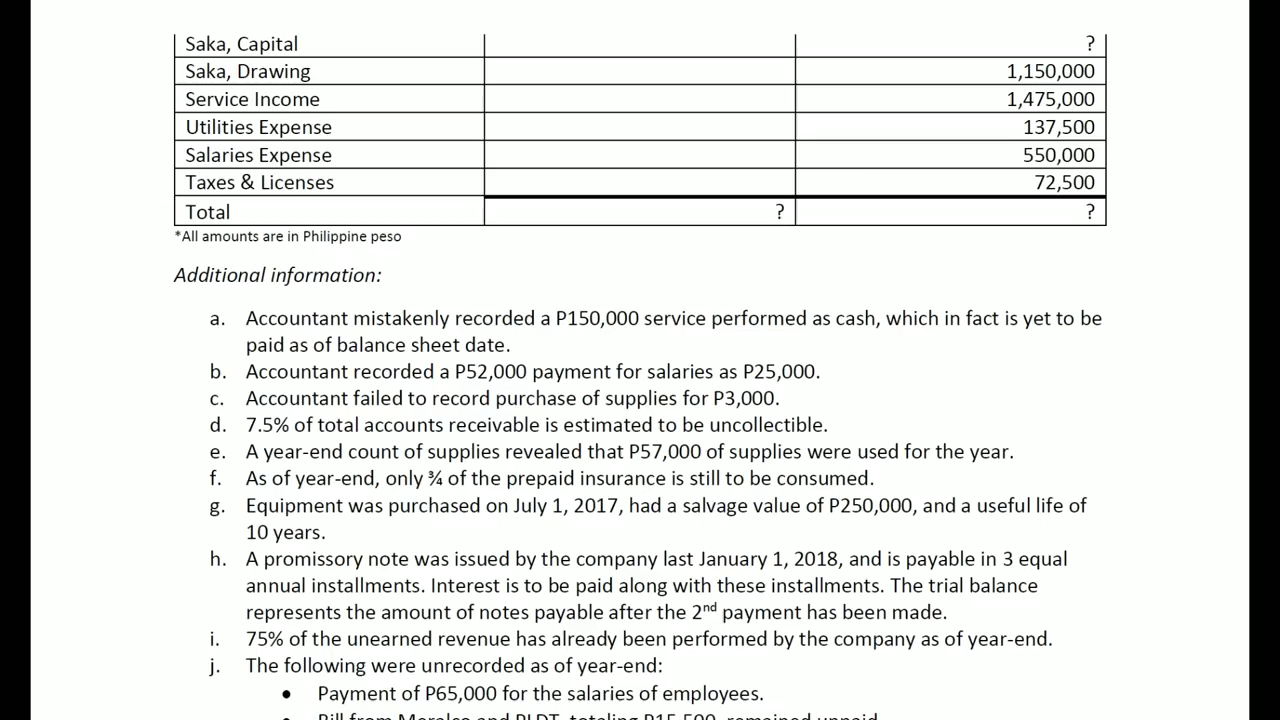 Saka, Capital ?
Saka, Drawing 1,150,000
Service Income 1,475,000
Utilities Expense 137,500
Salaries Expense 550,000
Taxes & Licenses 72,500
Total ? ?
*All amounts are in Philippine peso
Additional information:
a. Accountant mistakenly recorded a P150,000 service performed as cash, which in fact is yet to be
paid as of balance sheet date.
b. Accountant recorded a P52,000 payment for salaries as P25,000.
c. Accountant failed to record purchase of supplies for P3,000.
d. 7.5% of total accounts receivable is estimated to be uncollectible.
e. A year-end count of supplies revealed that P57,000 of supplies were used for the year.
f. As of year-end, only ¾ of the prepaid insurance is still to be consumed.
g. Equipment was purchased on July 1, 2017, had a salvage value of P250,000, and a useful life of
10 years.
h. A promissory note was issued by the company last January 1, 2018, and is payable in 3 equal
annual installments. Interest is to be paid along with these installments. The trial balance
represents the amount of notes payable after the 2nd payment has been made.
i. 75% of the unearned revenue has already been performed by the company as of year-end.
j. The following were unrecorded as of year-end:
• Payment of P65,000 for the salaries of employees.
• Bill from Meralco and PLDT, totaling P15,500, remained unpaid